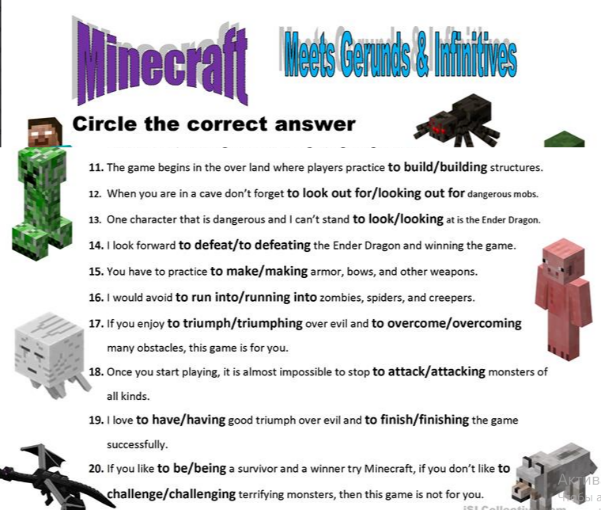 Minecraft Meets Gerunds & Infinitives
Circle the correct answer
11. The game begins in the over land where players practice to build/building structures.
12. When you are in a cave don't forget to look out for/looking out for dangerous mobs.
13. One character that is dangerous and I can't stand to look/looking at is the Ender Dragon.
14. I look forward to defeat/to defeating the Ender Dragon and winning the game.
15. You have to practice to make/making armor, bows, and other weapons.
16. I would avoid to run into/running into zombies, spiders, and creepers.
17. If you enjoy to triumph/triumphing over evil and to overcome/overcoming
many obstacles, this game is for you.
18. Once you start playing, it is almost impossible to stop to attack/attacking monsters of
all kinds.
19. I love to have/having good triumph over evil and to finish/finishing the game
successfully.
20. If you like to be/being a survivor and a winner try Minecraft, if you don't like to
challenge/challenging terrifying monsters, then this game is not for you.